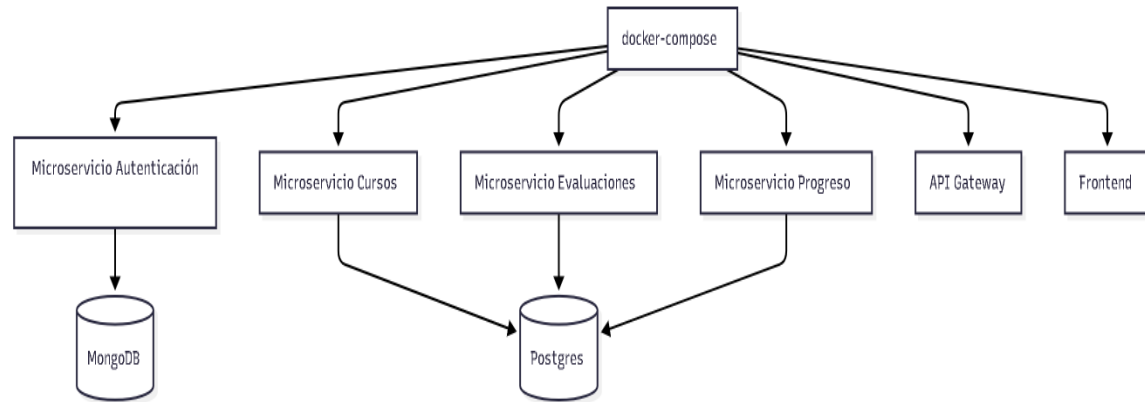 docker-compose
Microservicio Autenticación
Microservicio Cursos
Microservicio Evaluaciones
Microservicio Progreso
API Gateway
Frontend
MongoDB
Postgres